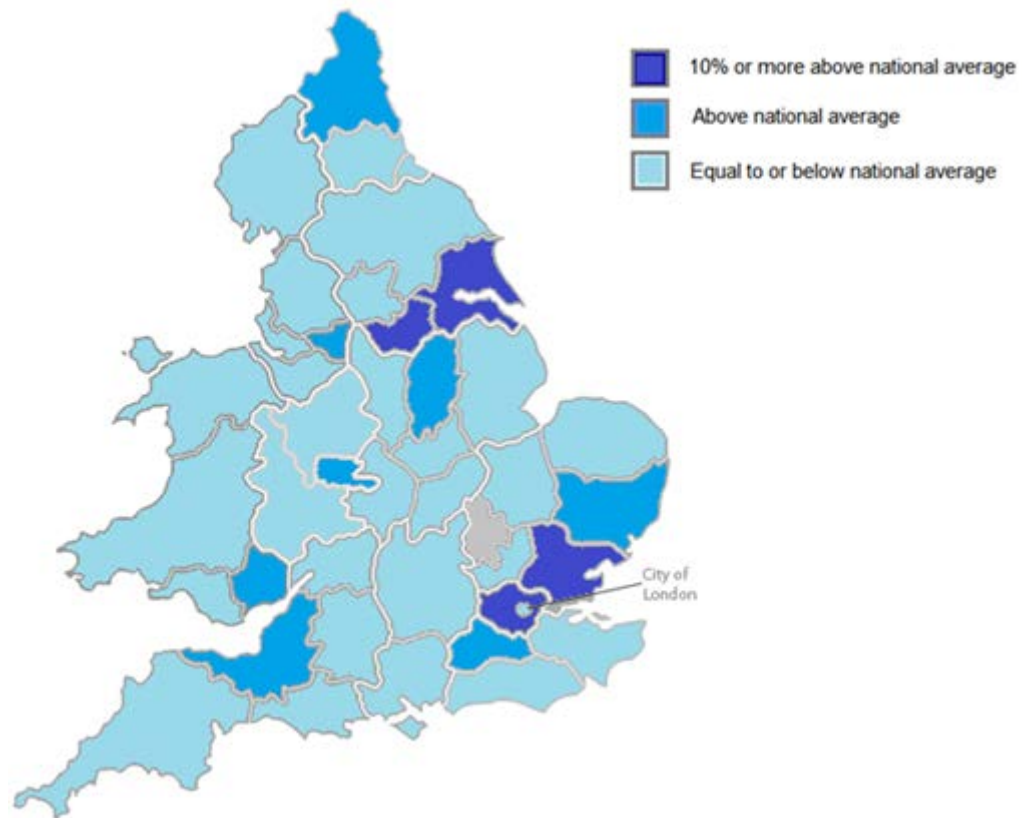 10% or more above national average
Above national average
Equal to or below national average
City of
London